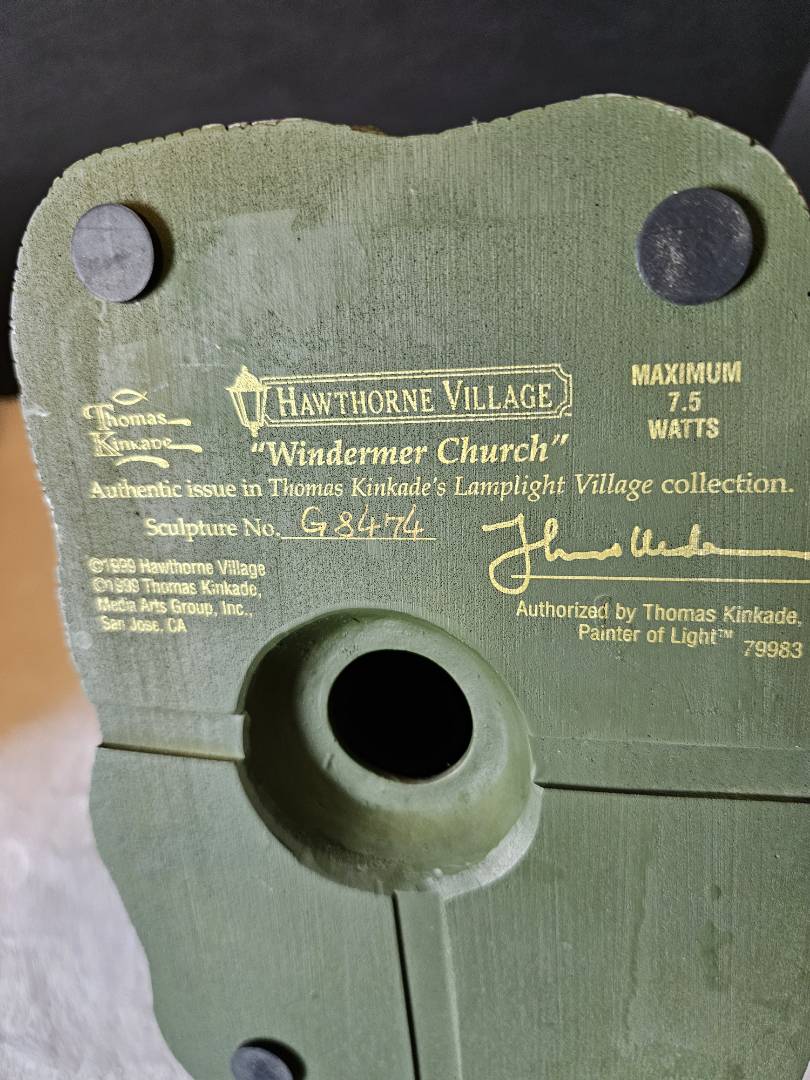 Thomas
Kinkade
HAWTHORNE VILLAGE
MAXIMUM
7.5
WATTS
"Windermer Church"
Authentic issue in Thomas Kinkade's Lamplight Village collection.
Sculpture No. G8474
©1999 Hawthorne Village
©1999 Thomas Kinkade,
Media Arts Group, Inc.,
San Jose, CA
Authorized by Thomas Kinkade,
Painter of Light™ 79983